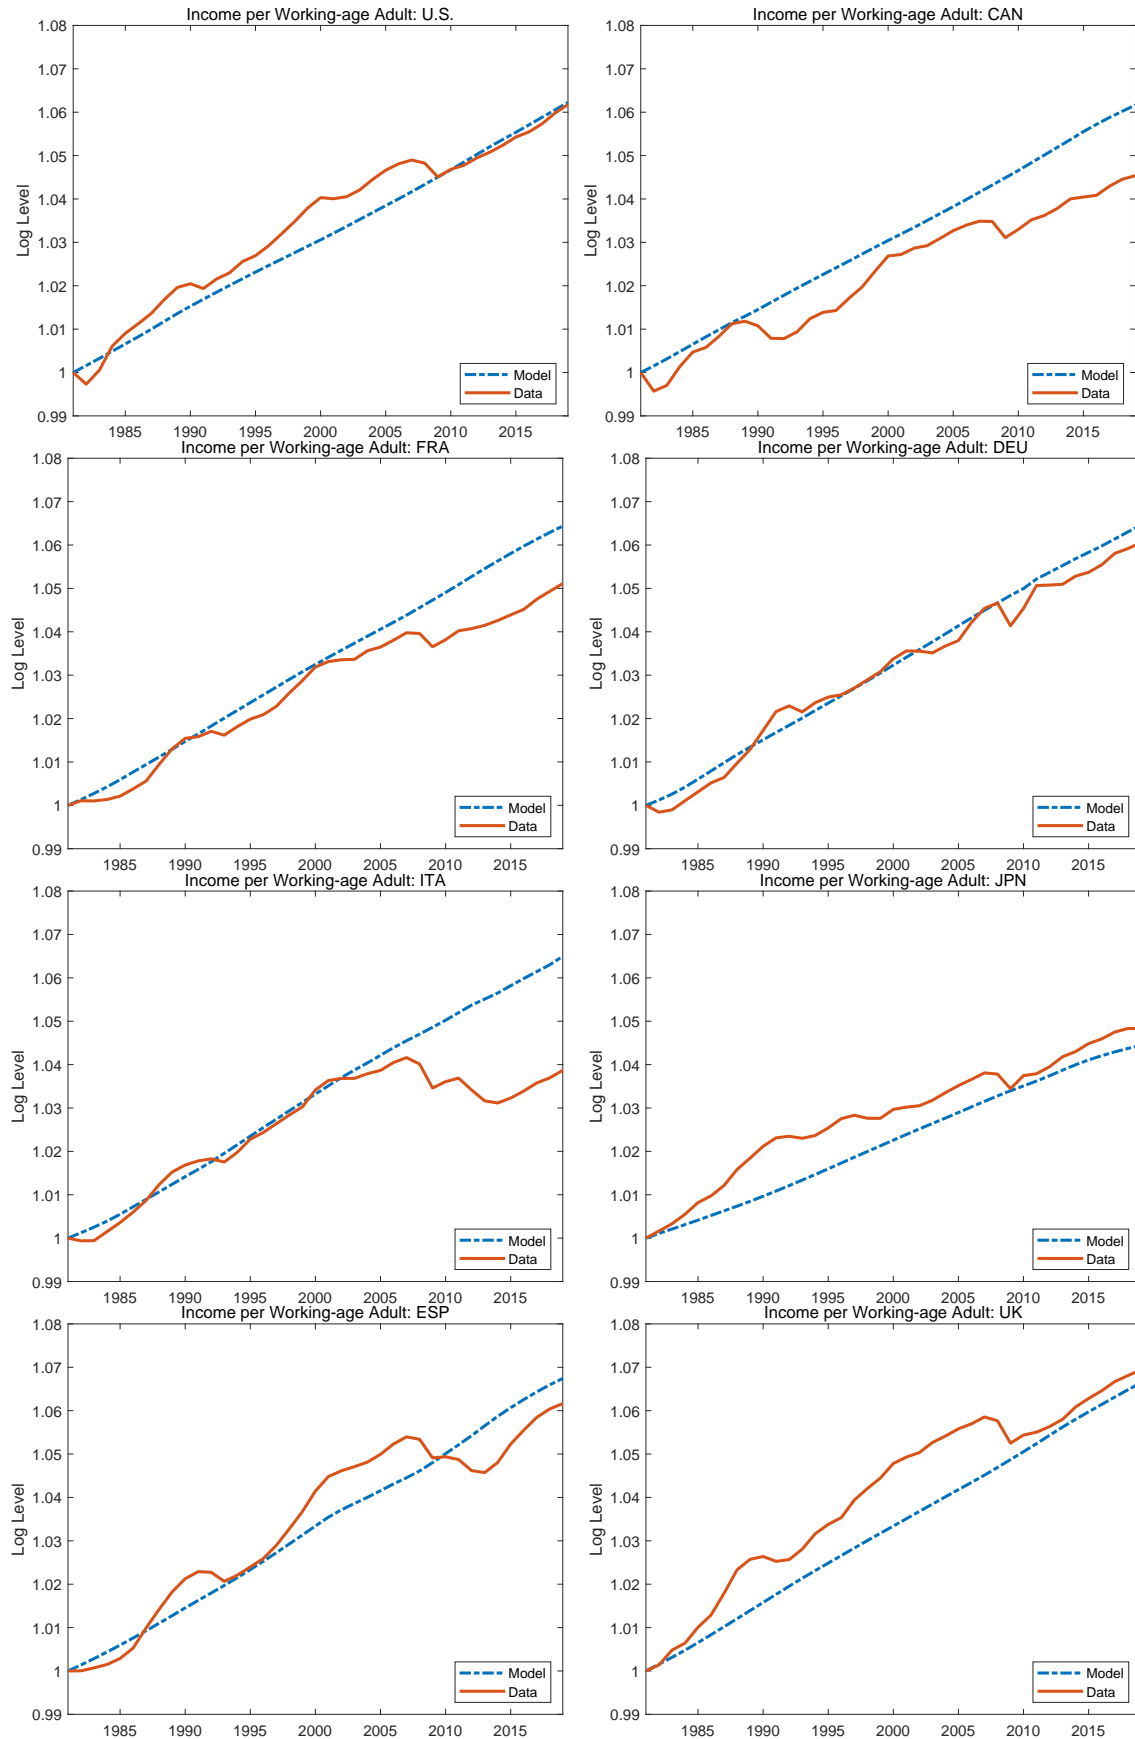 Income per Working-age Adult: U.S.
1.08
1.07
1.06
1.05
1.04
1.03
1.02
1.01
1
0.99
Log Level
1985 1990 1995 2000 2005 2010 2015
Model
Data
Income per Working-age Adult: CAN
1.08
1.07
1.06
1.05
1.04
1.03
1.02
1.01
1
0.99
Log Level
1985 1990 1995 2000 2005 2010 2015
Model
Data
Income per Working-age Adult: FRA
1.08
1.07
1.06
1.05
1.04
1.03
1.02
1.01
1
0.99
Log Level
1985 1990 1995 2000 2005 2010 2015
Model
Data
Income per Working-age Adult: DEU
1.08
1.07
1.06
1.05
1.04
1.03
1.02
1.01
1
0.99
Log Level
1985 1990 1995 2000 2005 2010 2015
Model
Data
Income per Working-age Adult: ITA
1.08
1.07
1.06
1.05
1.04
1.03
1.02
1.01
1
0.99
Log Level
1985 1990 1995 2000 2005 2010 2015
Model
Data
Income per Working-age Adult: JPN
1.08
1.07
1.06
1.05
1.04
1.03
1.02
1.01
1
0.99
Log Level
1985 1990 1995 2000 2005 2010 2015
Model
Data
Income per Working-age Adult: ESP
1.08
1.07
1.06
1.05
1.04
1.03
1.02
1.01
1
0.99
Log Level
1985 1990 1995 2000 2005 2010 2015
Model
Data
Income per Working-age Adult: UK
1.08
1.07
1.06
1.05
1.04
1.03
1.02
1.01
1
0.99
Log Level
1985 1990 1995 2000 2005 2010 2015
Model
Data